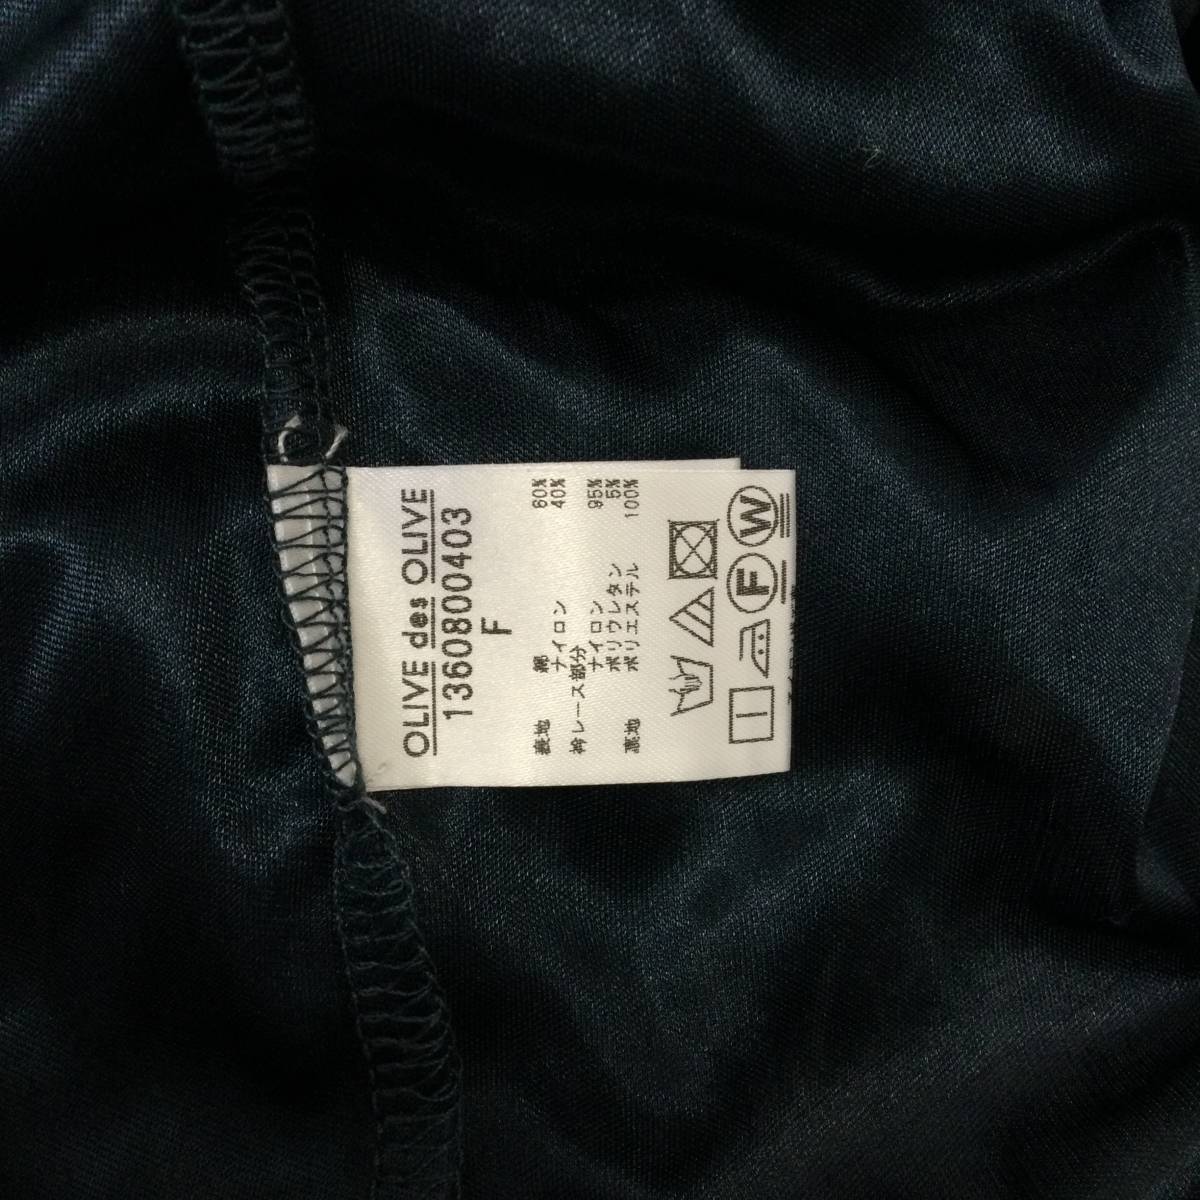 OLIVE des OLIVE
1360800403
F
表地 綿 60%
ナイロン 40%
衿レース部分
ナイロン 95%
ポリウレタン 5%
裏地 ポリエステル 100%
F W